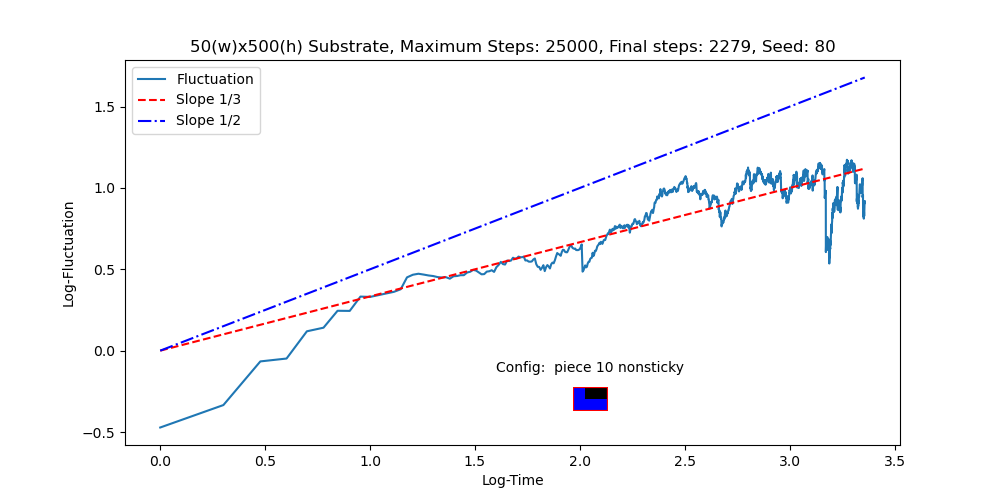 50(w)x500(h) Substrate, Maximum Steps: 25000, Final steps: 2279, Seed: 80
Fluctuation
Slope 1/3
Slope 1/2
Log-Fluctuation
1.5
1.0
0.5
0.0
−0.5
Config:  piece 10 nonsticky
0.0 0.5 1.0 1.5 2.0 2.5 3.0 3.5
Log-Time